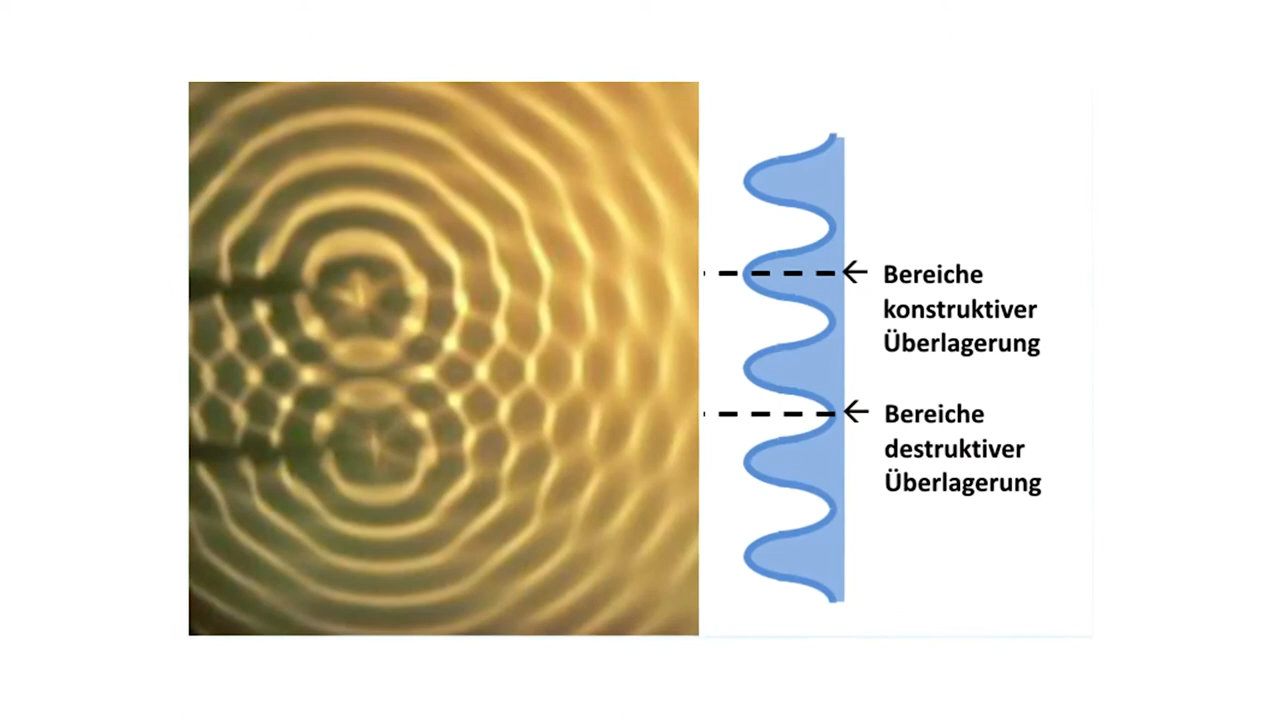 Bereiche
konstruktiver
Überlagerung
Bereiche
destruktiver
Überlagerung